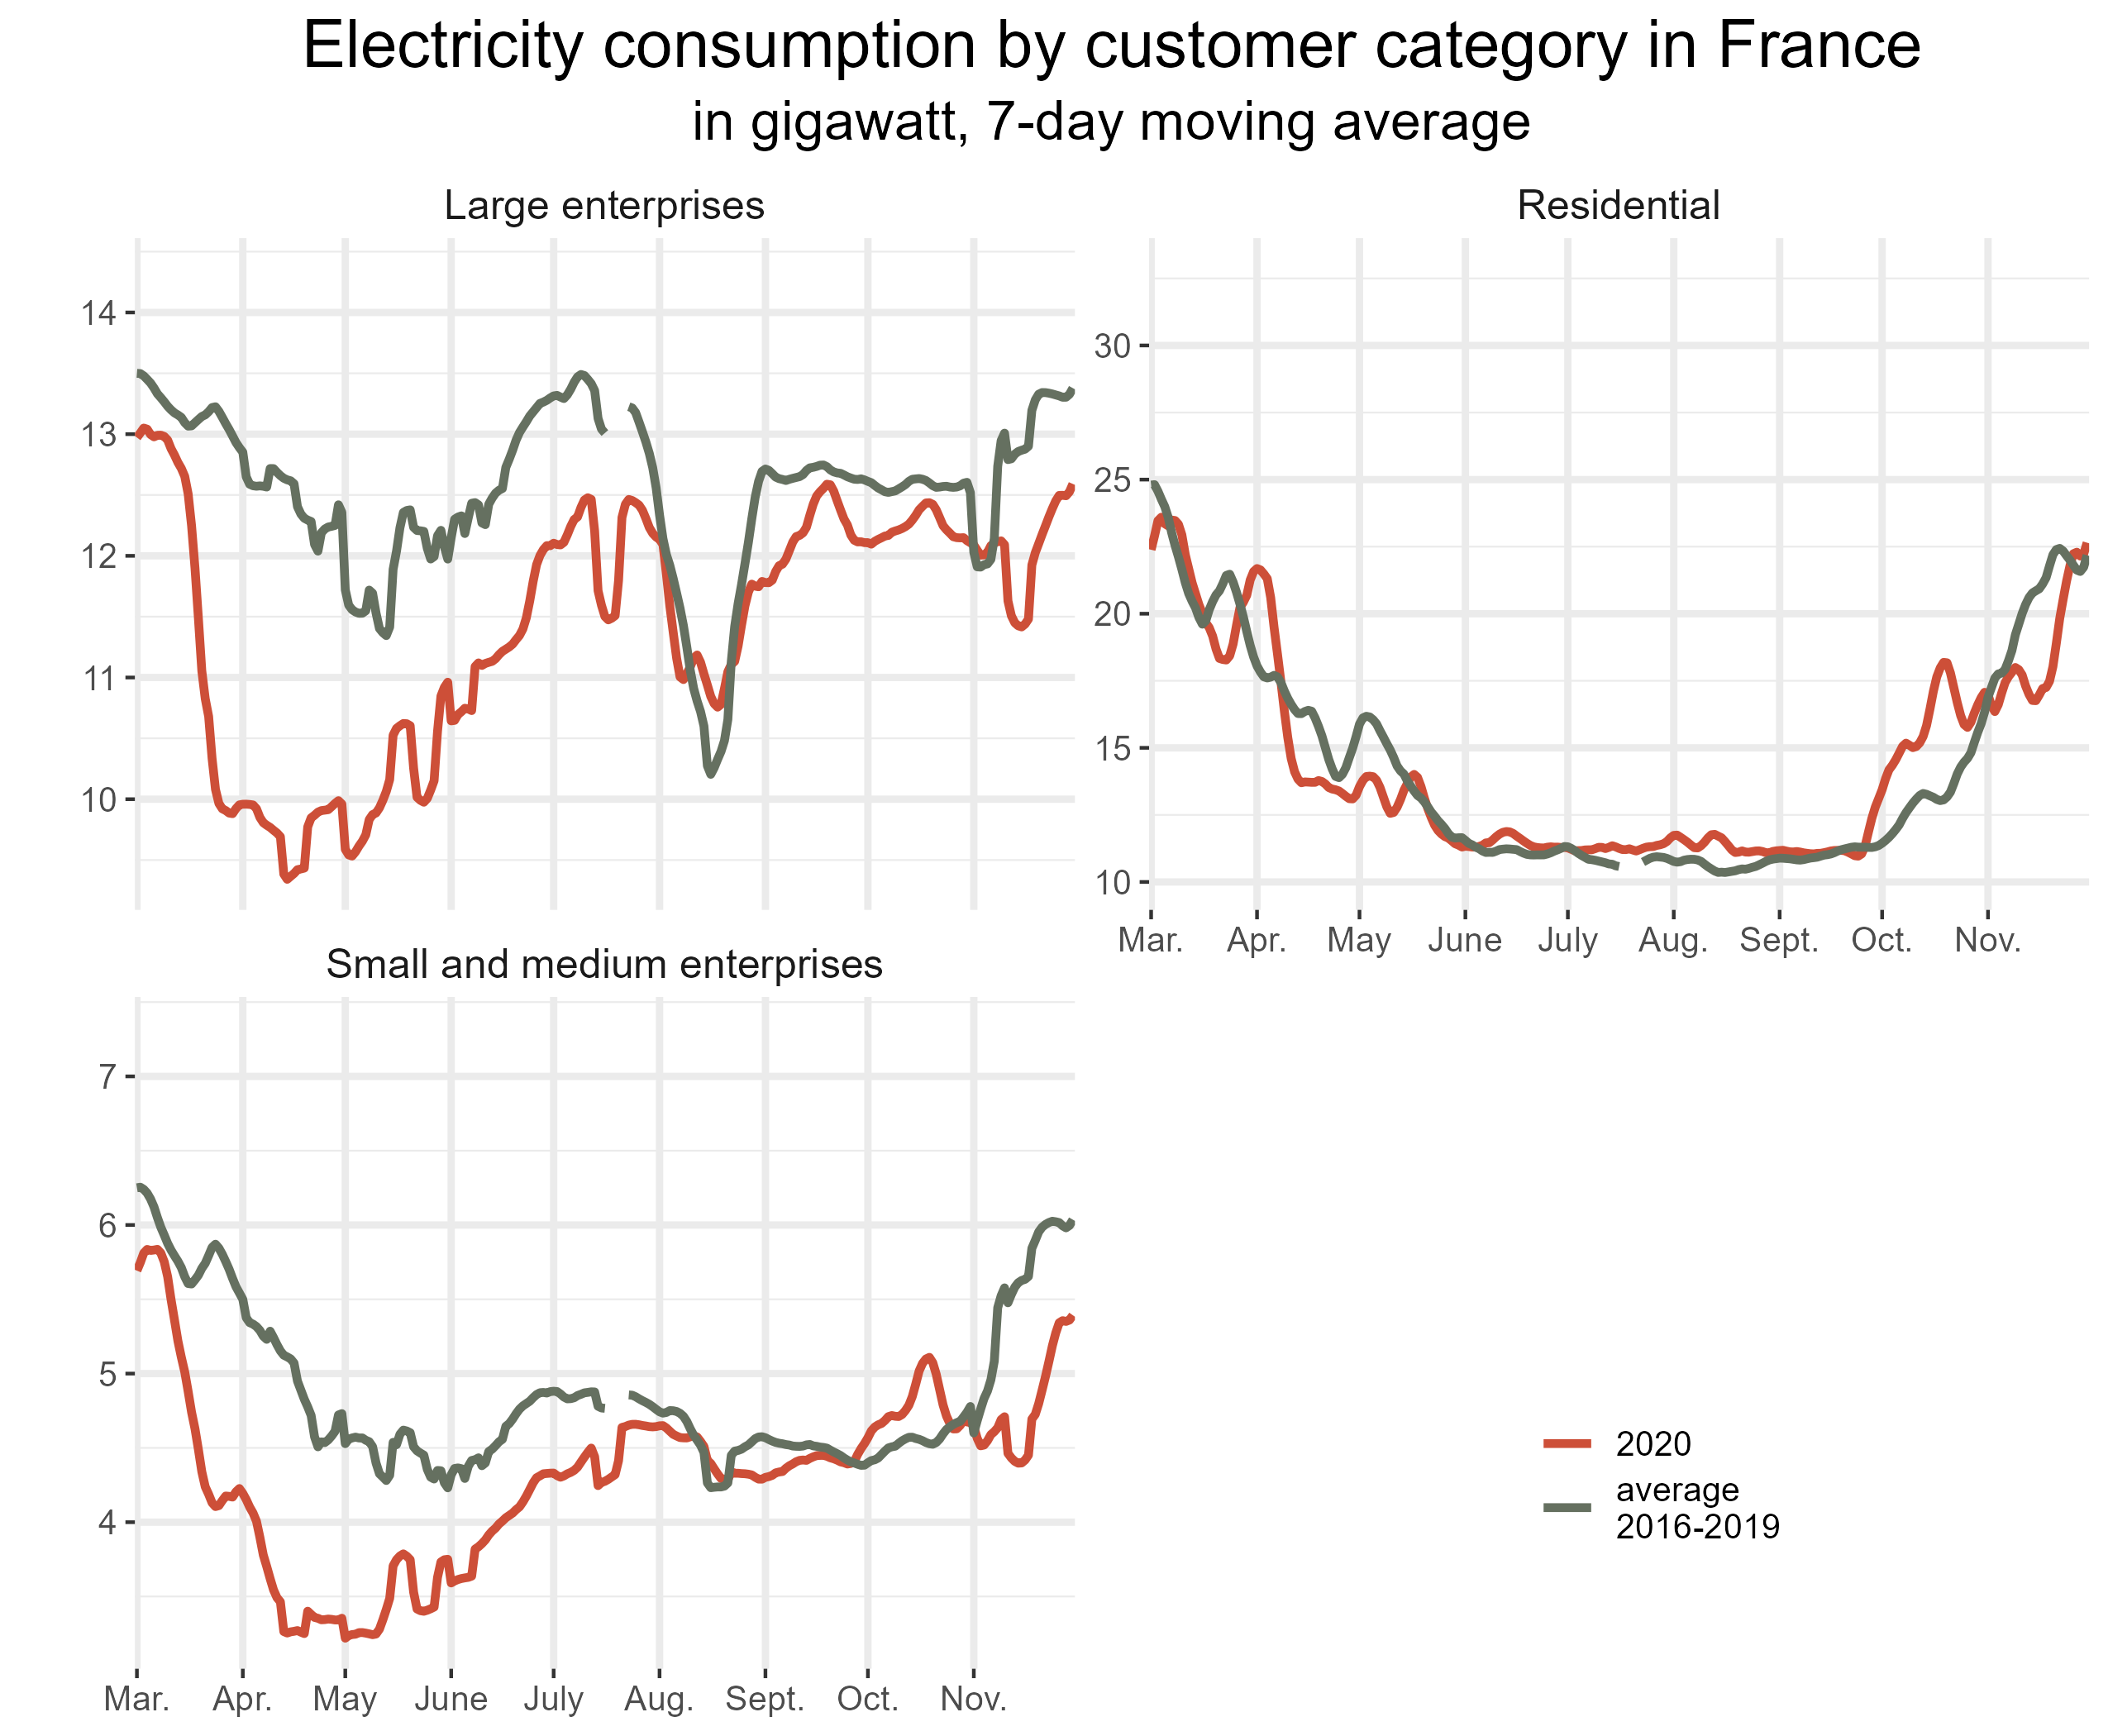 Electricity consumption by customer category in France
in gigawatt, 7-day moving average
Large enterprises
14
13
12
11
10
Residential
30
25
20
15
10
Mar. Apr. May June July Aug. Sept. Oct. Nov.
Small and medium enterprises
7
6
5
4
Mar. Apr. May June July Aug. Sept. Oct. Nov.
2020
average
2016-2019